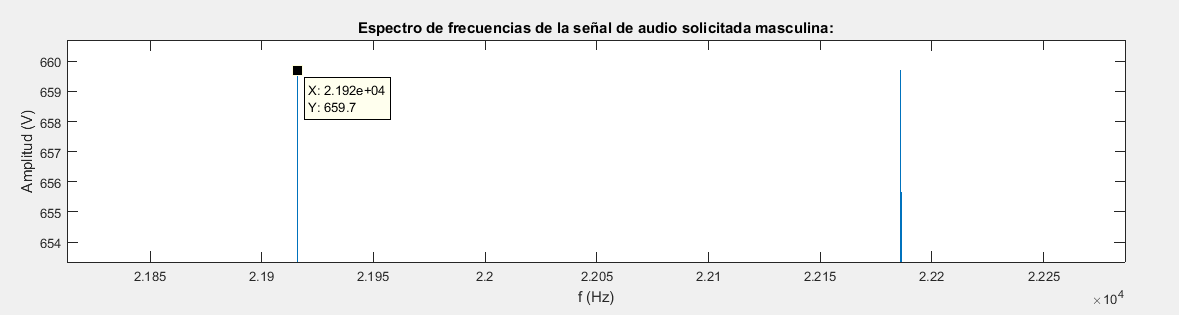 Espectro de frecuencias de la señal de audio solicitada masculina:
660
659
658
657
656
655
654
Amplitud (V)
X: 2.192e+04
Y: 659.7
2.185 2.19 2.195 2.2 2.205 2.21 2.215 2.22 2.225
f (Hz)
×10⁴